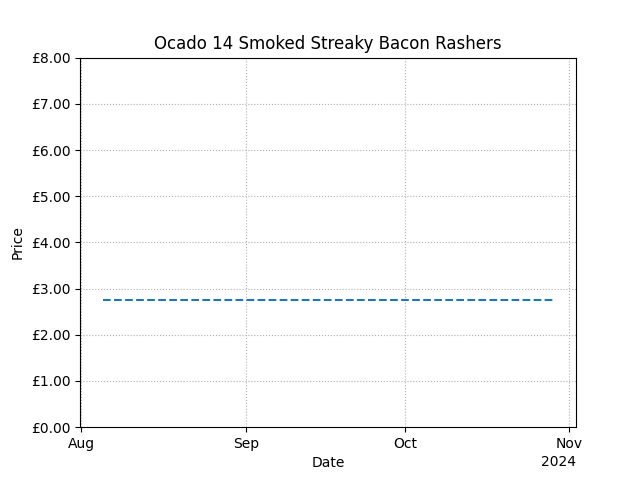 Ocado 14 Smoked Streaky Bacon Rashers
£8.00
£7.00
£6.00
£5.00
£4.00
£3.00
£2.00
£1.00
£0.00
Price
Aug Sep Oct Nov
2024
Date